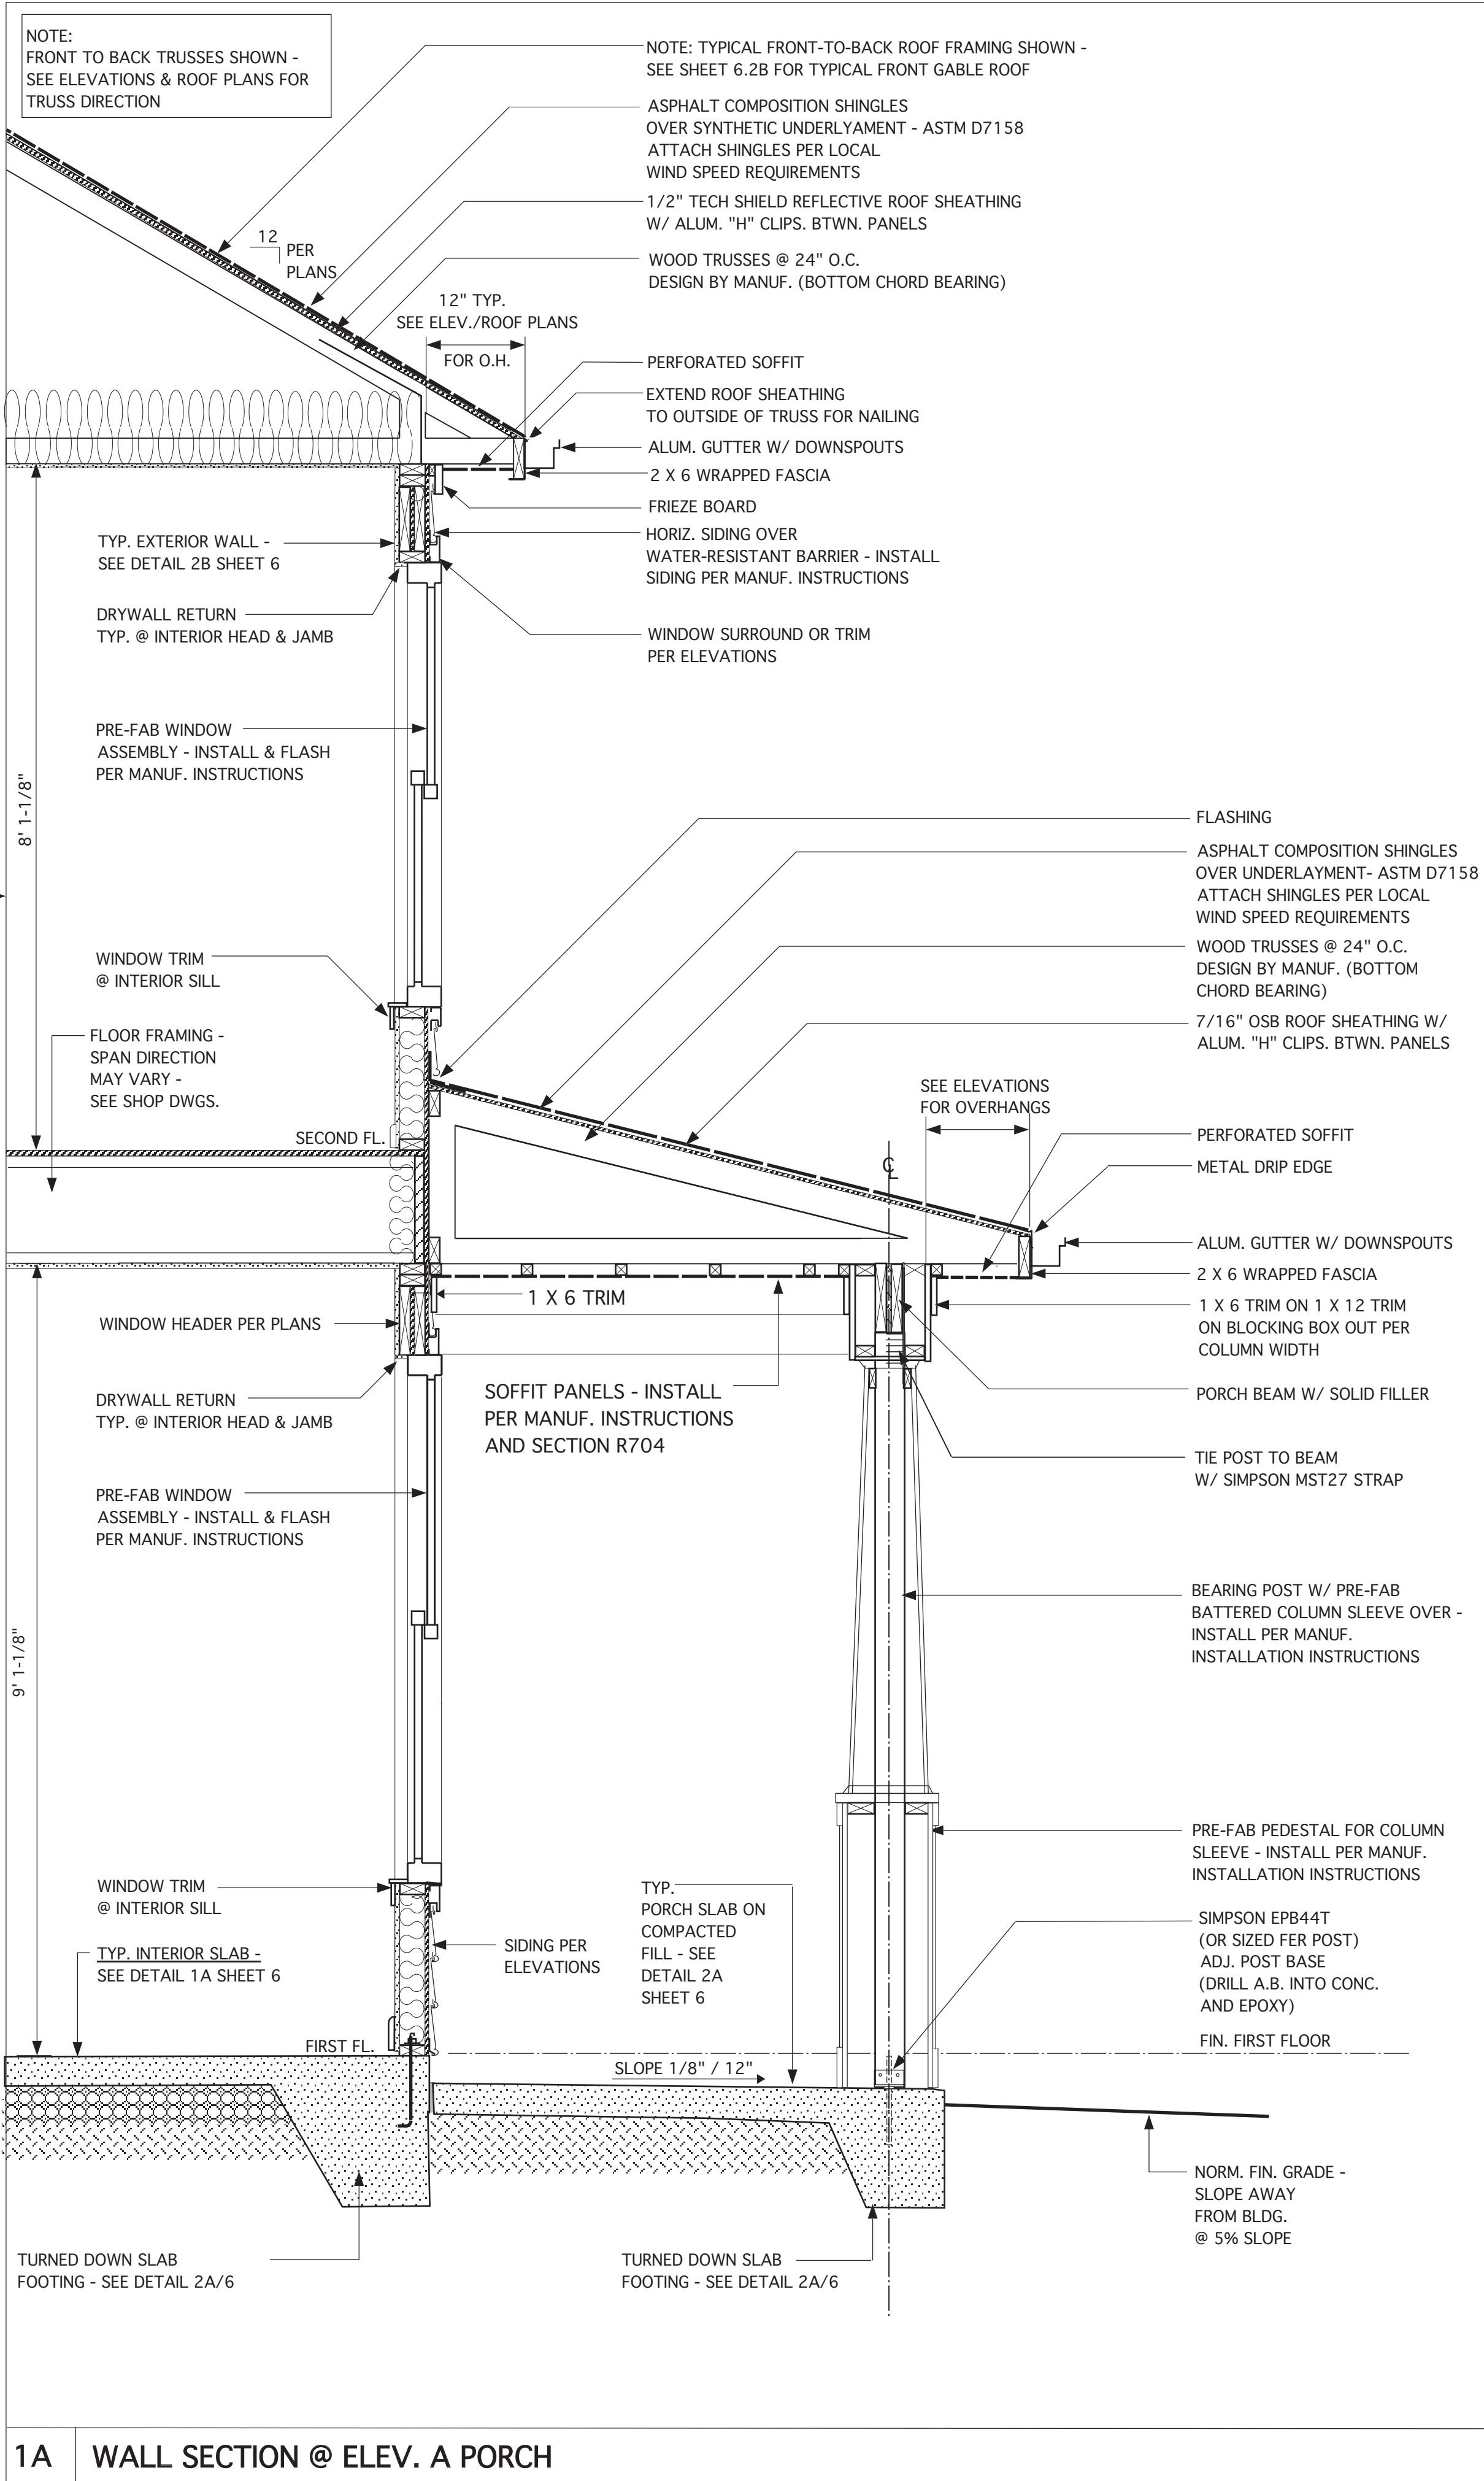 NOTE:
FRONT TO BACK TRUSSES SHOWN -
SEE ELEVATIONS & ROOF PLANS FOR
TRUSS DIRECTION
NOTE: TYPICAL FRONT-TO-BACK ROOF FRAMING SHOWN -
SEE SHEET 6.2B FOR TYPICAL FRONT GABLE ROOF
ASPHALT COMPOSITION SHINGLES
OVER SYNTHETIC UNDERLYAMENT - ASTM D7158
ATTACH SHINGLES PER LOCAL
WIND SPEED REQUIREMENTS
1/2" TECH SHIELD REFLECTIVE ROOF SHEATHING
W/ ALUM. "H" CLIPS. BTWN. PANELS
12
PER
PLANS
WOOD TRUSSES @ 24" O.C.
DESIGN BY MANUF. (BOTTOM CHORD BEARING)
12" TYP.
SEE ELEV./ROOF PLANS
FOR O.H.
PERFORATED SOFFIT
EXTEND ROOF SHEATHING
TO OUTSIDE OF TRUSS FOR NAILING
ALUM. GUTTER W/ DOWNSPOUTS
2 X 6 WRAPPED FASCIA
FRIEZE BOARD
HORIZ. SIDING OVER
WATER-RESISTANT BARRIER - INSTALL
SIDING PER MANUF. INSTRUCTIONS
TYP. EXTERIOR WALL -
SEE DETAIL 2B SHEET 6
DRYWALL RETURN
TYP. @ INTERIOR HEAD & JAMB
WINDOW SURROUND OR TRIM
PER ELEVATIONS
PRE-FAB WINDOW
ASSEMBLY - INSTALL & FLASH
PER MANUF. INSTRUCTIONS
8' 1-1/8"
FLASHING
ASPHALT COMPOSITION SHINGLES
OVER UNDERLAYMENT- ASTM D7158
ATTACH SHINGLES PER LOCAL
WIND SPEED REQUIREMENTS
WINDOW TRIM
@ INTERIOR SILL
WOOD TRUSSES @ 24" O.C.
DESIGN BY MANUF. (BOTTOM
CHORD BEARING)
FLOOR FRAMING -
SPAN DIRECTION
MAY VARY -
SEE SHOP DWGS.
7/16" OSB ROOF SHEATHING W/
ALUM. "H" CLIPS. BTWN. PANELS
SEE ELEVATIONS
FOR OVERHANGS
SECOND FL.
PERFORATED SOFFIT
METAL DRIP EDGE
CL
ALUM. GUTTER W/ DOWNSPOUTS
2 X 6 WRAPPED FASCIA
1 X 6 TRIM
1 X 6 TRIM ON 1 X 12 TRIM
ON BLOCKING BOX OUT PER
COLUMN WIDTH
WINDOW HEADER PER PLANS
DRYWALL RETURN
TYP. @ INTERIOR HEAD & JAMB
SOFFIT PANELS - INSTALL
PER MANUF. INSTRUCTIONS
AND SECTION R704
PORCH BEAM W/ SOLID FILLER
TIE POST TO BEAM
W/ SIMPSON MST27 STRAP
PRE-FAB WINDOW
ASSEMBLY - INSTALL & FLASH
PER MANUF. INSTRUCTIONS
9' 1-1/8"
BEARING POST W/ PRE-FAB
BATTERED COLUMN SLEEVE OVER -
INSTALL PER MANUF.
INSTALLATION INSTRUCTIONS
PRE-FAB PEDESTAL FOR COLUMN
SLEEVE - INSTALL PER MANUF.
INSTALLATION INSTRUCTIONS
WINDOW TRIM
@ INTERIOR SILL
TYP.
PORCH SLAB ON
COMPACTED
FILL - SEE
DETAIL 2A
SHEET 6
SIMPSON EPB44T
(OR SIZED FER POST)
ADJ. POST BASE
(DRILL A.B. INTO CONC.
AND EPOXY)
TYP. INTERIOR SLAB -
SEE DETAIL 1A SHEET 6
SIDING PER
ELEVATIONS
FIRST FL.
FIN. FIRST FLOOR
SLOPE 1/8" / 12"
NORM. FIN. GRADE -
SLOPE AWAY
FROM BLDG.
@ 5% SLOPE
TURNED DOWN SLAB
FOOTING - SEE DETAIL 2A/6
TURNED DOWN SLAB
FOOTING - SEE DETAIL 2A/6
1A WALL SECTION @ ELEV. A PORCH